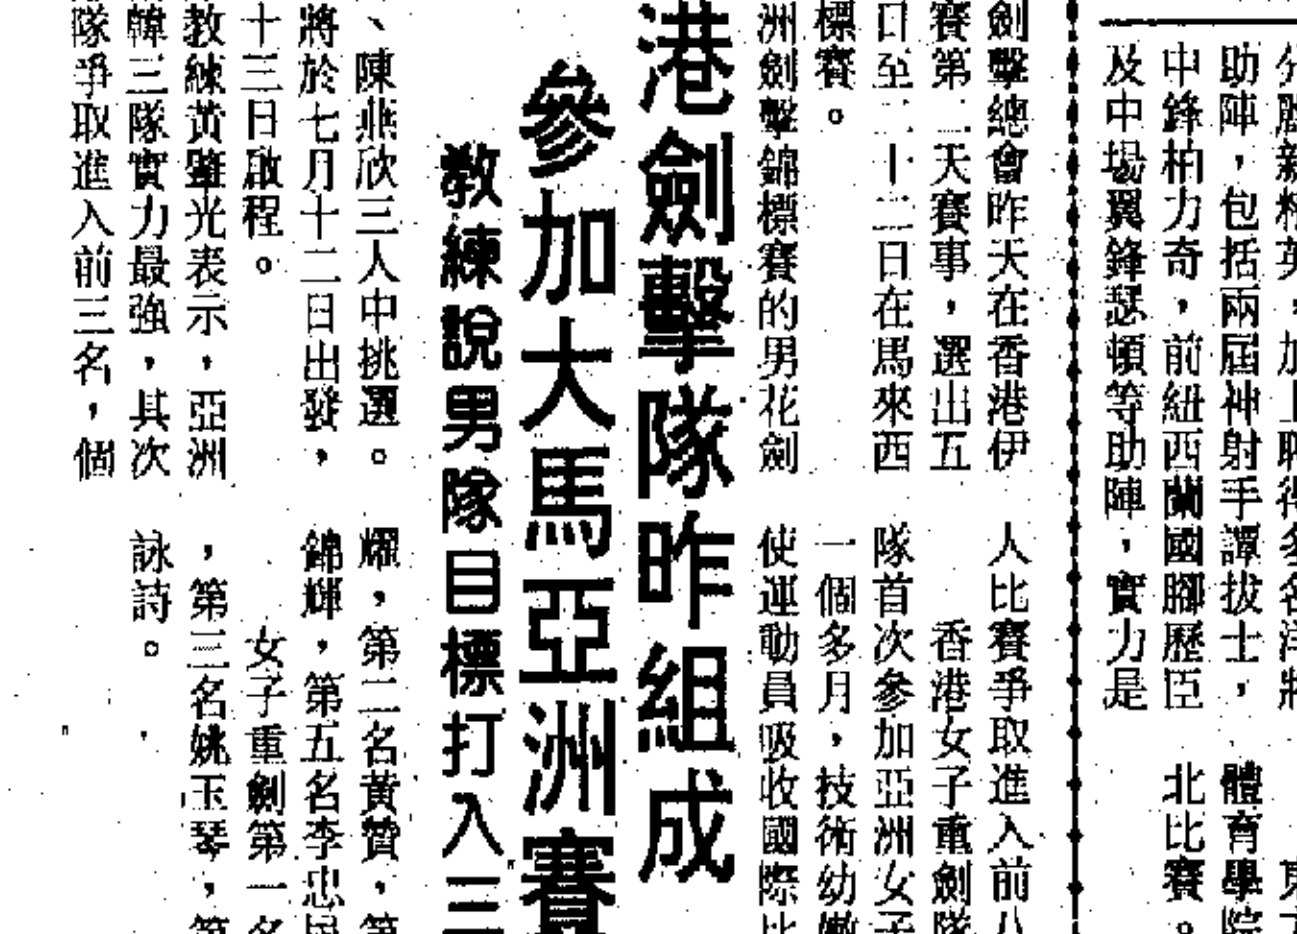 助陣，包括兩屆神射手譚拔士，
中鋒柏力奇，前紐西蘭國腳歷臣
及中場翼鋒瑟頓等助陣，實力是
體育學院
北比賽。
劍擊總會昨天在香港伊
賽第二天賽事，選出五
日至二十二日在馬來西
洲劍擊錦標賽的男花劍
標賽。
人比賽爭取進入前八
香港女子重劍隊
隊首次參加亞洲女子
一個多月，技術幼嫩
使運動員吸收國際比
港劍擊隊昨組成
參加大馬亞洲賽
教練說男隊目標打入三
、陳燕欣三人中挑選。
將於七月十二日出發，
十三日啟程。
教練黃鑒光表示，亞洲
韓三隊實力最強，其次
隊爭取進入前三名，個
耀，第二名黃贊，第
錦輝，第五名李忠民
女子重劍第一名
，第三名姚玉琴，第
詠詩。